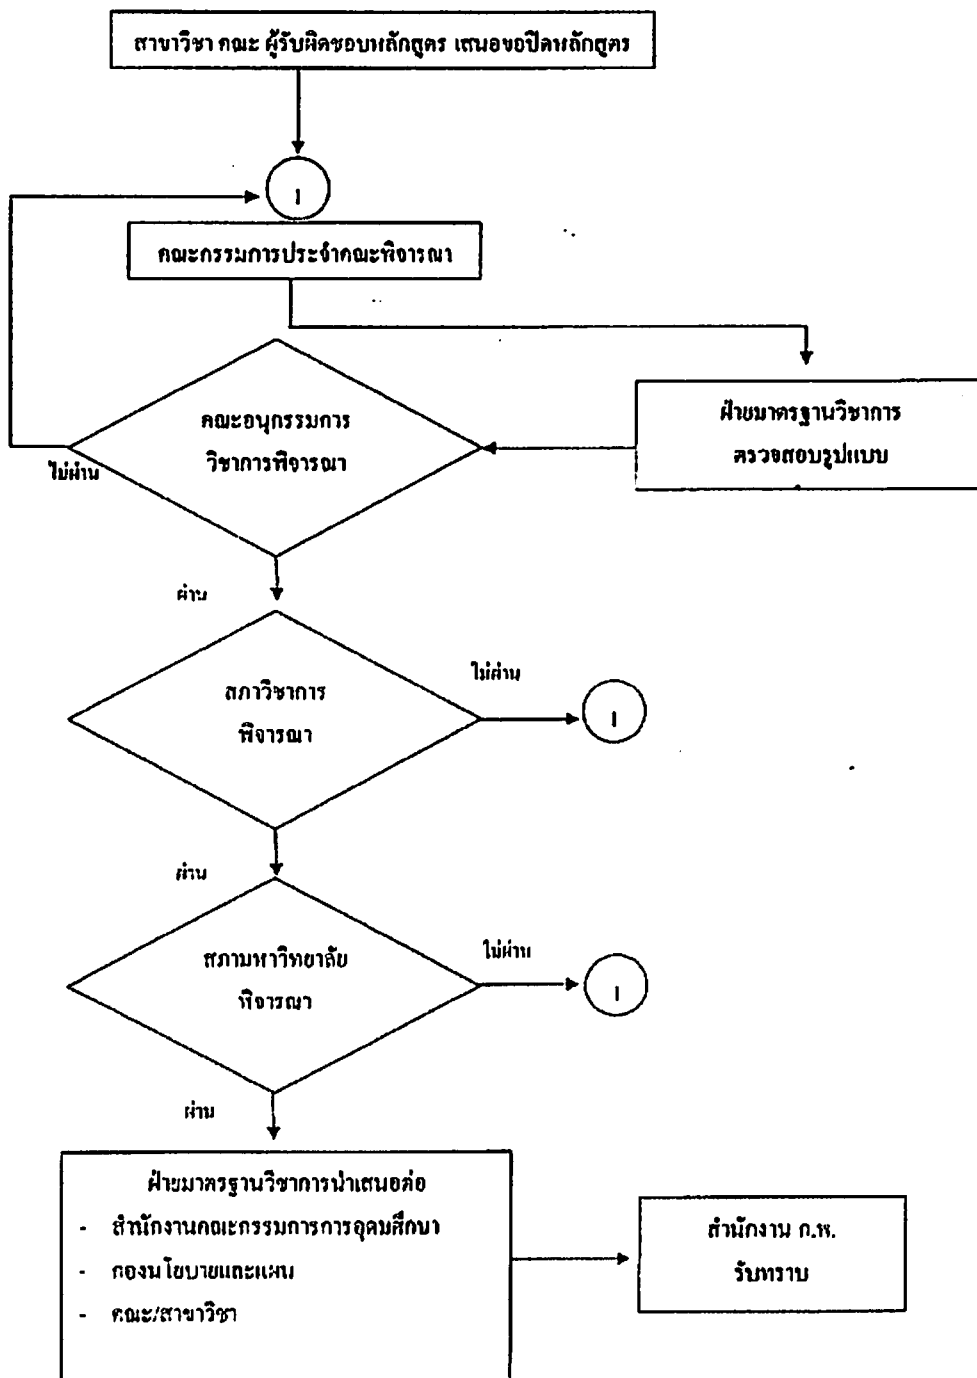 สาขาวิชา คณะ ผู้รับผิดชอบหลักสูตร เสนอขอปิดหลักสูตร
1
คณะกรรมการประจำคณะพิจารณา
คณะอนุกรรมการ
วิชาการพิจารณา
ฝ่ายมาตรฐานวิชาการ
ตรวจสอบรูปแบบ
ไม่ผ่าน
ผ่าน
สภาวิชาการ
พิจารณา
ไม่ผ่าน
1
ผ่าน
สภามหาวิทยาลัย
พิจารณา
ไม่ผ่าน
1
ผ่าน
ฝ่ายมาตรฐานวิชาการนำเสนอต่อ
- สำนักงานคณะกรรมการการอุดมศึกษา
- กองนโยบายและแผน
- คณะ/สาขาวิชา
สำนักงาน ก.พ.
รับทราบ